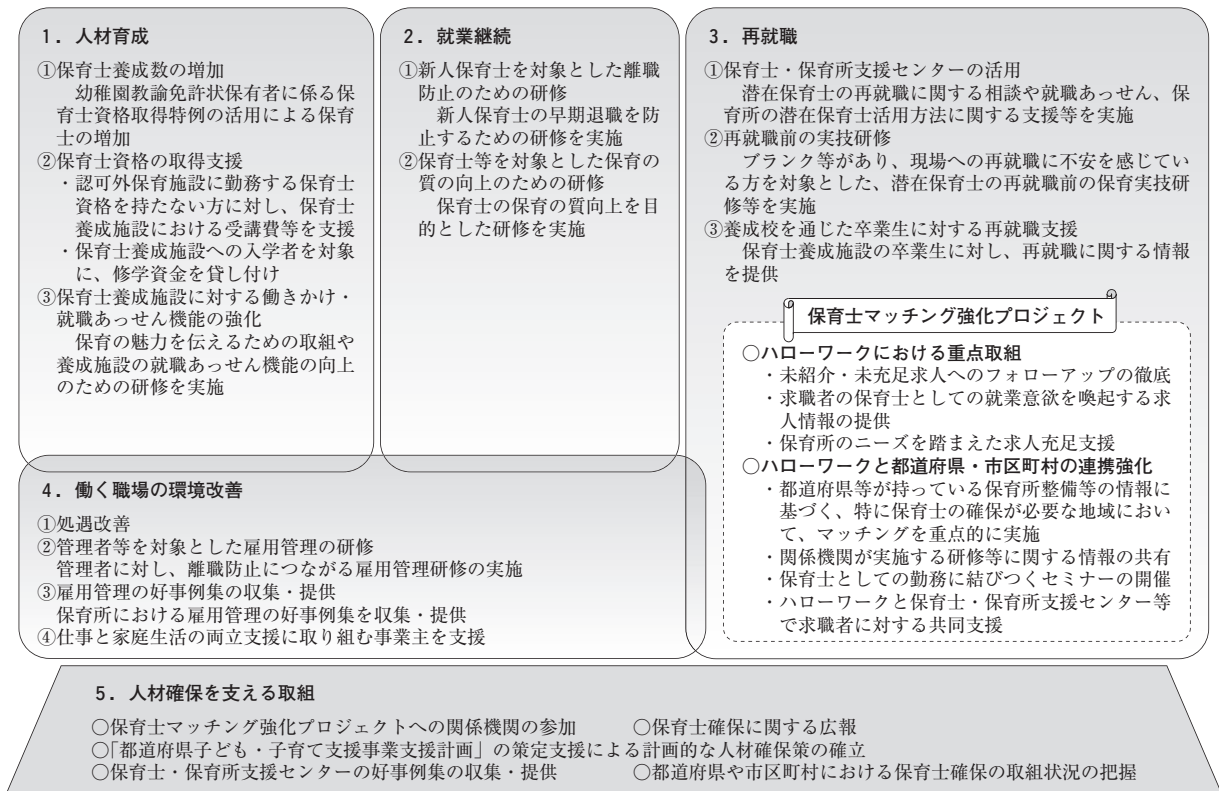 1．人材育成
①保育士養成数の増加
幼稚園教諭免許状保有者に係る保
育士資格取得特例の活用による保育
士の増加
②保育士資格の取得支援
・認可外保育施設に勤務する保育士
資格を持たない方に対し、保育士
養成施設における受講費等を支援
・保育士養成施設への入学者を対象
に、修学資金を貸し付け
③保育士養成施設に対する働きかけ・
就職あっせん機能の強化
保育の魅力を伝えるための取組や
養成施設の就職あっせん機能の向上
のための研修を実施
2．就業継続
①新人保育士を対象とした離職
防止のための研修
新人保育士の早期退職を防
止するための研修を実施
②保育士等を対象とした保育の
質の向上のための研修
保育士の保育の質向上を目
的とした研修を実施
3．再就職
①保育士・保育所支援センターの活用
潜在保育士の再就職に関する相談や就職あっせん、保
育所の潜在保育士活用方法に関する支援等を実施
②再就職前の実技研修
ブランク等があり、現場への再就職に不安を感じてい
る方を対象とした、潜在保育士の再就職前の保育実技研
修等を実施
③養成校を通じた卒業生に対する再就職支援
保育士養成施設の卒業生に対し、再就職に関する情報
を提供
保育士マッチング強化プロジェクト
○ハローワークにおける重点取組
・未紹介・未充足求人へのフォローアップの徹底
・求職者の保育士としての就業意欲を喚起する求
人情報の提供
・保育所のニーズを踏まえた求人充足支援
○ハローワークと都道府県・市区町村の連携強化
・都道府県等が持っている保育所整備等の情報に
基づく、特に保育士の確保が必要な地域におい
て、マッチングを重点的に実施
・関係機関が実施する研修等に関する情報の共有
・保育士としての勤務に結びつくセミナーの開催
・ハローワークと保育士・保育所支援センター等
で求職者に対する共同支援
4．働く職場の環境改善
①処遇改善
②管理者等を対象とした雇用管理の研修
管理者に対し、離職防止につながる雇用管理研修の実施
③雇用管理の好事例集の収集・提供
保育所における雇用管理の好事例集を収集・提供
④仕事と家庭生活の両立支援に取り組む事業主を支援
5．人材確保を支える取組
○保育士マッチング強化プロジェクトへの関係機関の参加　○保育士確保に関する広報
○「都道府県子ども・子育て支援事業支援計画」の策定支援による計画的な人材確保策の確立
○保育士・保育所支援センターの好事例集の収集・提供　○都道府県や市区町村における保育士確保の取組状況の把握